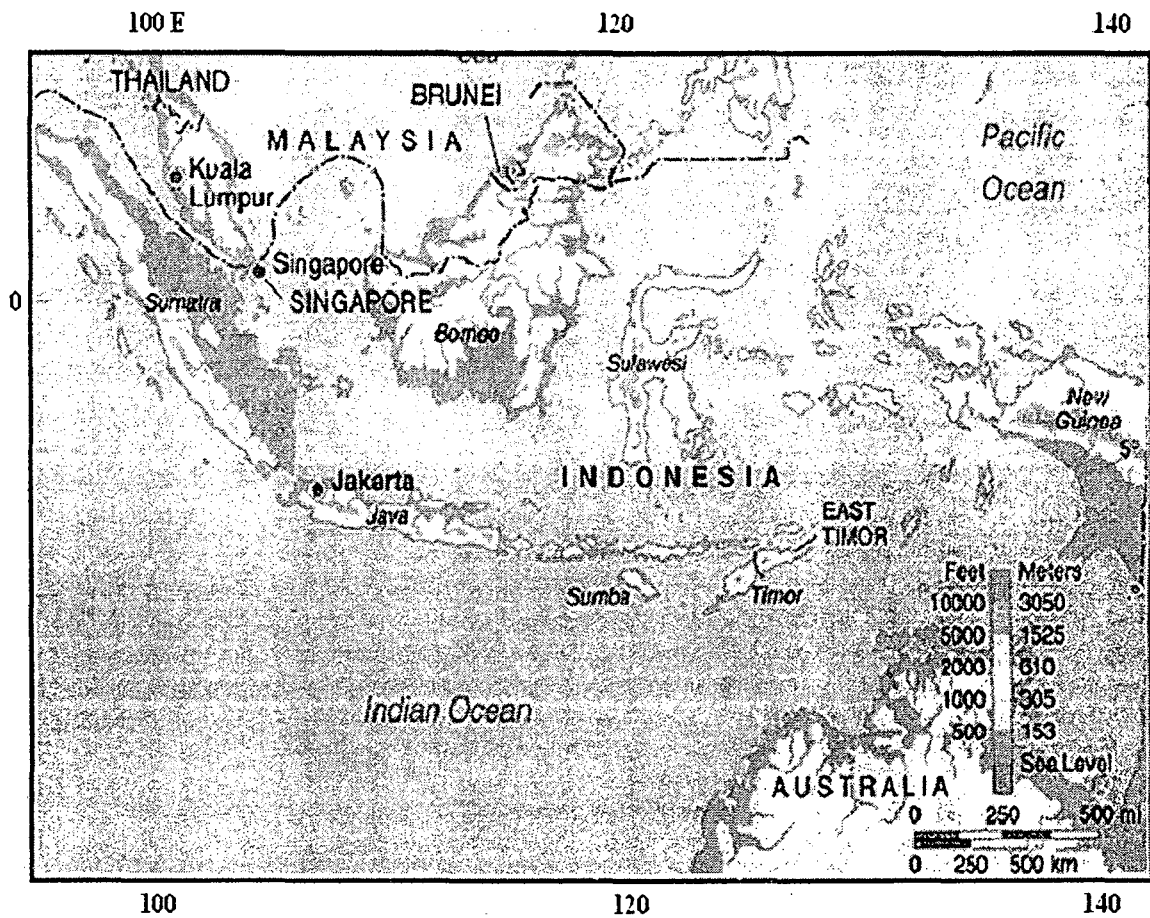 100 E 120 140
THAILAND
BRUNEI
MALAYSIA
Pacific
Ocean
Kuala
Lumpur
Singapore
SINGAPORE
0
Sumatra
Borneo
Sulawesi
New
Guinea
5°
INDONESIA
Jakarta
Java
EAST
TIMOR
Sumba
Timor
Feet Meters
10000 3050
5000 1525
2000 610
1000 305
500 153
Sea Level
Indian Ocean
AUSTRALIA
0 250 500 mi
0 250 500 km
100 120 140